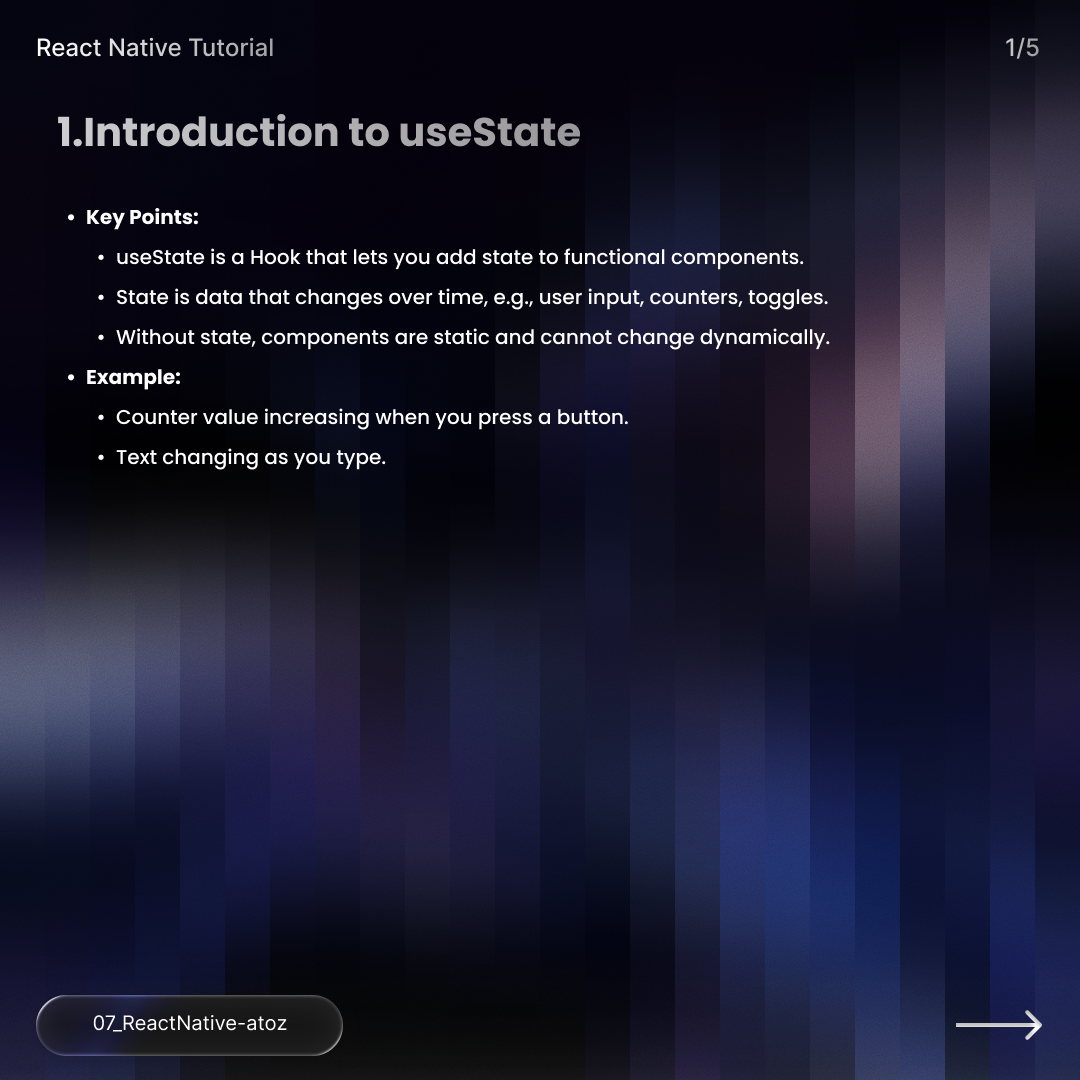 React Native Tutorial
1/5
1.Introduction to useState
• Key Points:
• useState is a Hook that lets you add state to functional components.
• State is data that changes over time, e.g., user input, counters, toggles.
• Without state, components are static and cannot change dynamically.
• Example:
• Counter value increasing when you press a button.
• Text changing as you type.
07_ReactNative-atoz